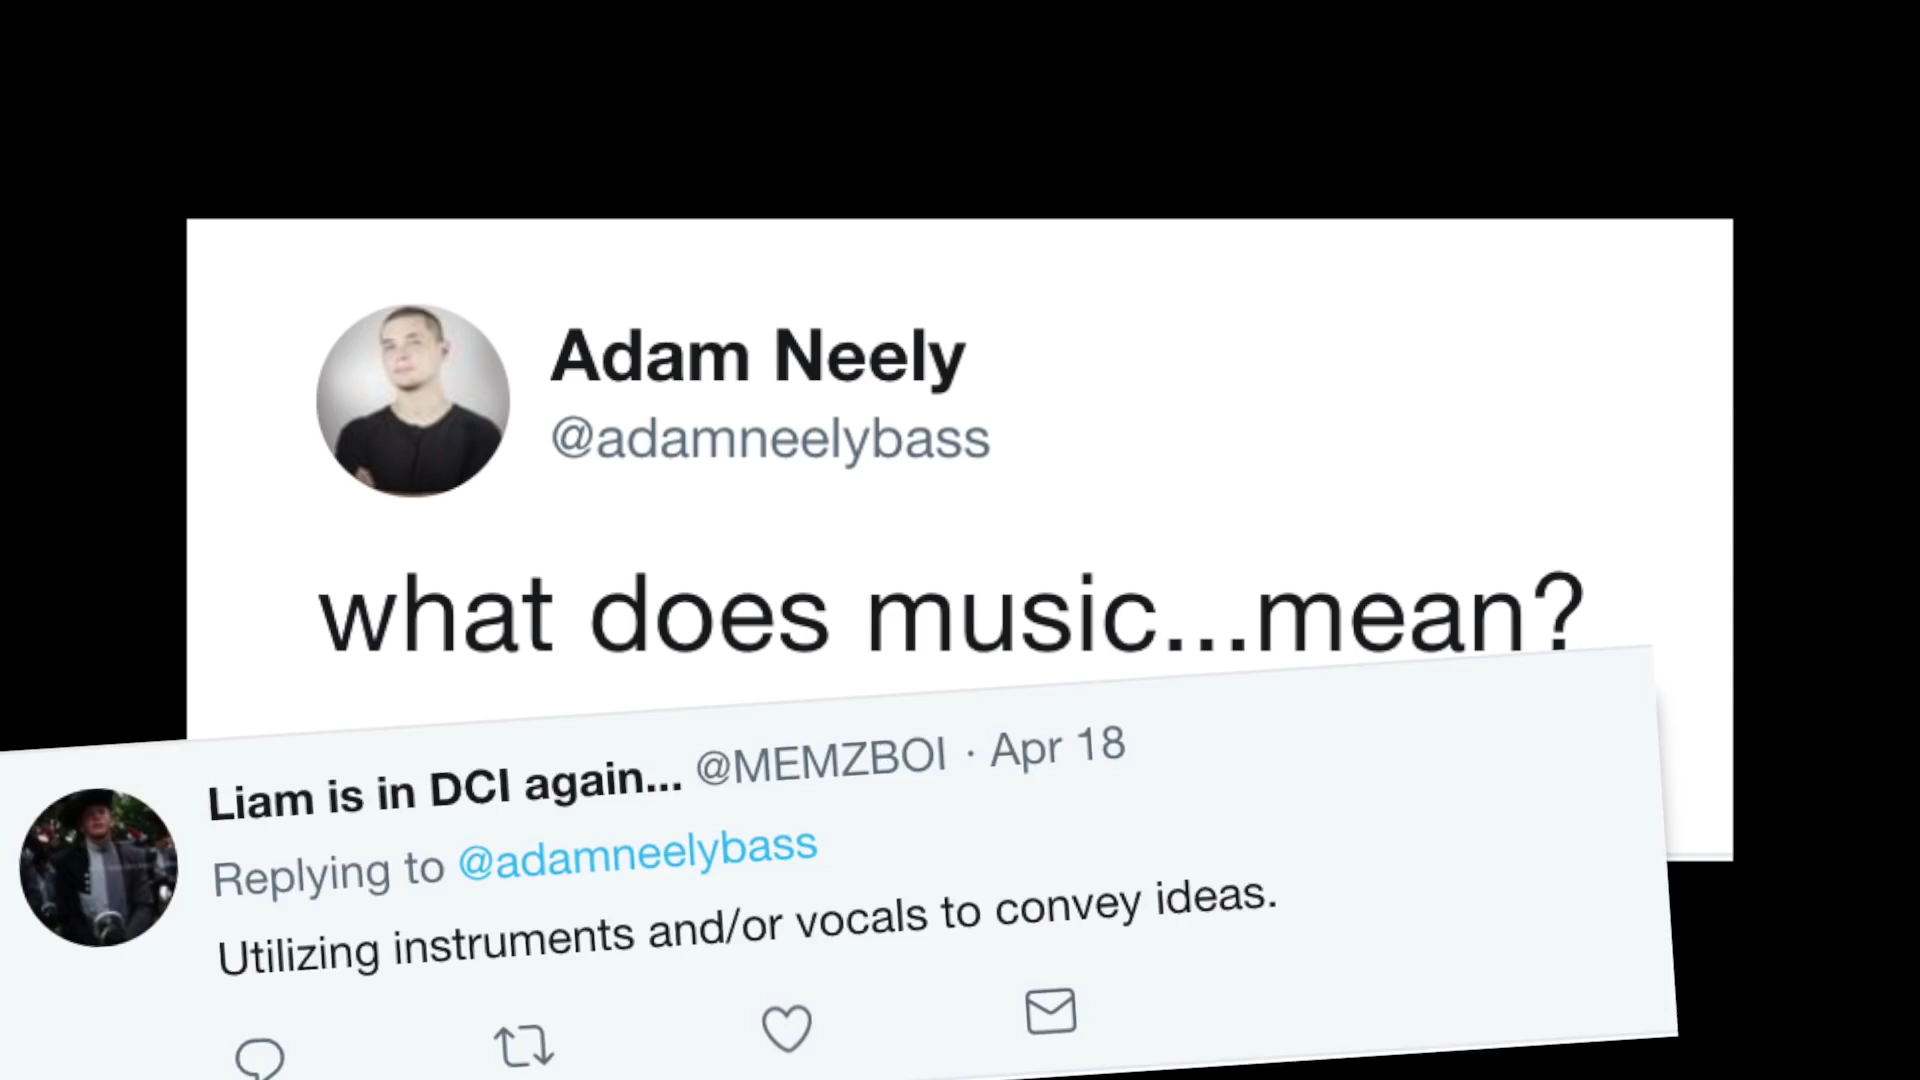 Adam Neely
@adamneelybass
what does music...mean?
Liam is in DCI again... @MEMZBOI · Apr 18
Replying to @adamneelybass
Utilizing instruments and/or vocals to convey ideas.